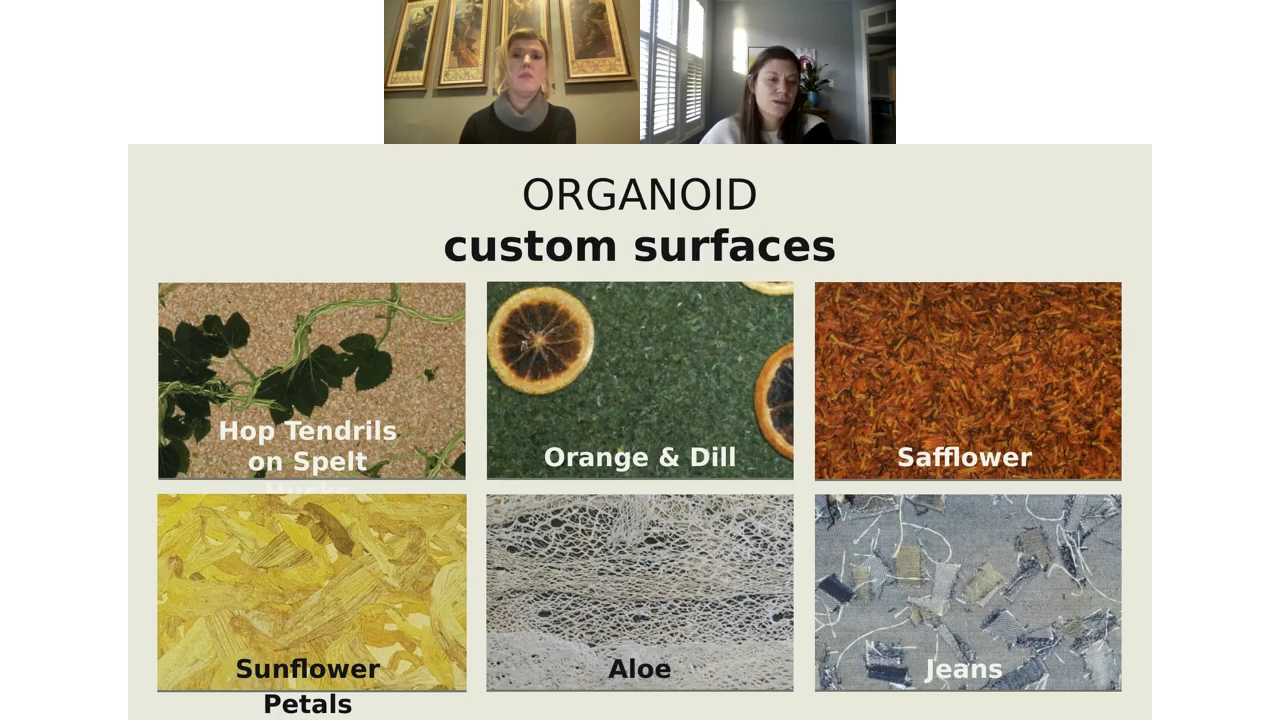 ORGANOID
custom surfaces
Hop Tendrils
on Spelt
Orange & Dill
Safflower
Sunflower
Petals
Aloe
Jeans